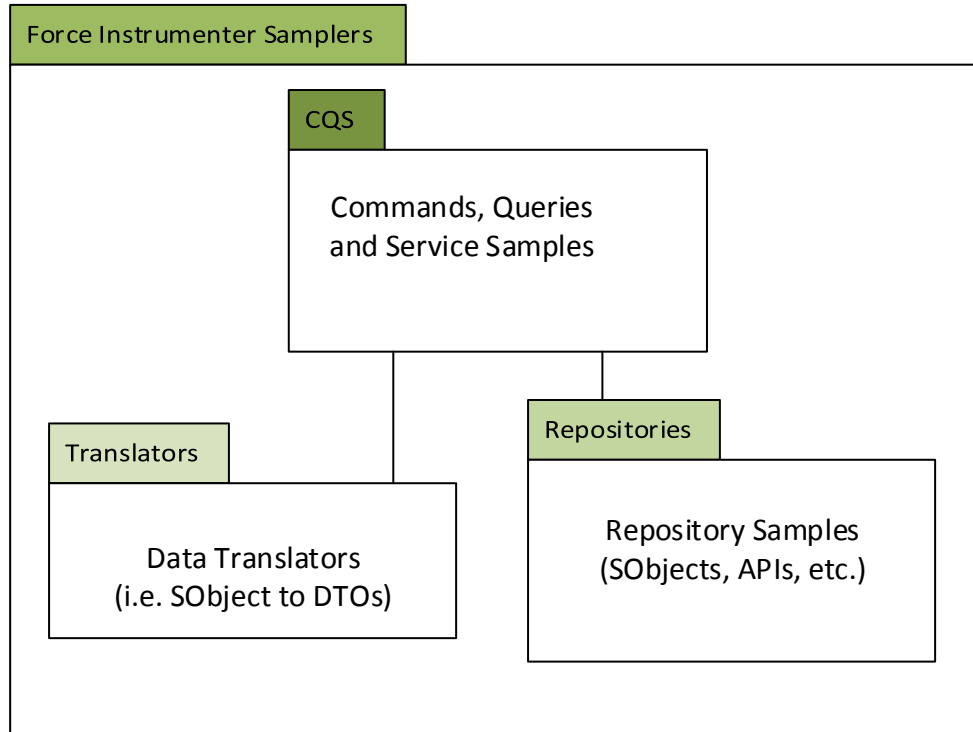 Force Instrumenter Samplers
CQS
Commands, Queries
and Service Samples
Translators
Data Translators
(i.e. SObject to DTOs)
Repositories
Repository Samples
(SObjects, APIs, etc.)